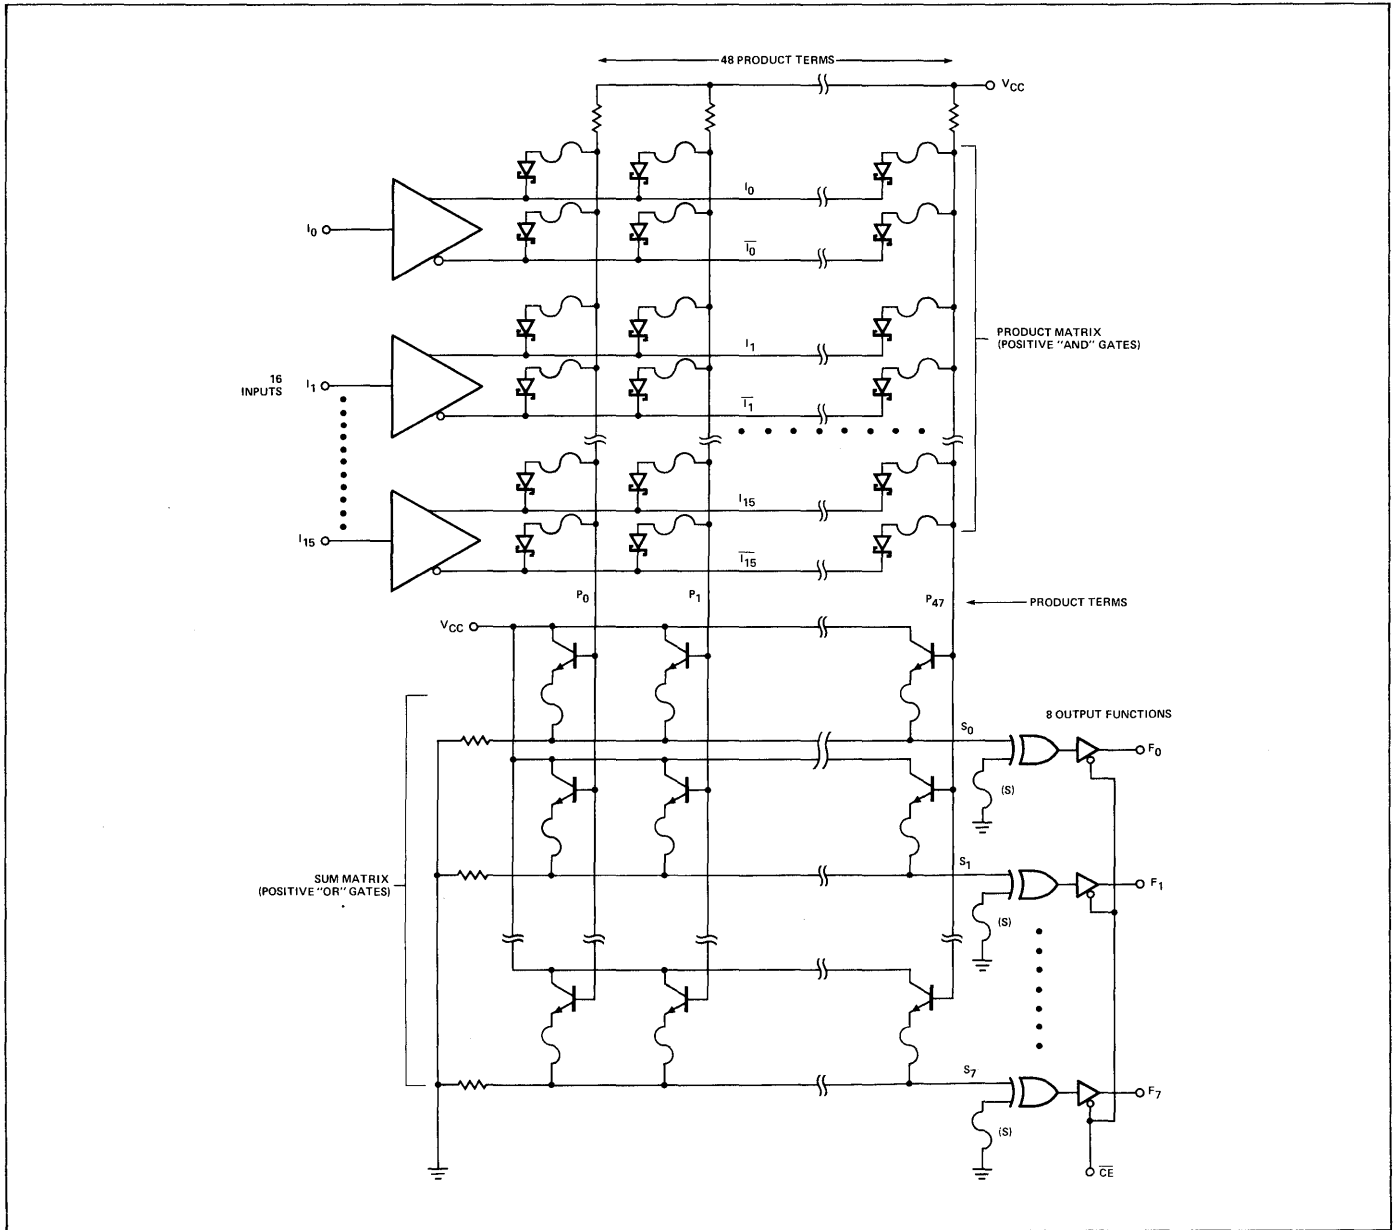 48 PRODUCT TERMS
VCC
I0
I0
I0
I1
PRODUCT MATRIX
(POSITIVE "AND" GATES)
16
INPUTS
I1
I1
I15
I15
I15
P0
P1
P47
PRODUCT TERMS
VCC
8 OUTPUT FUNCTIONS
S0
F0
(S)
S1
F1
SUM MATRIX
(POSITIVE "OR" GATES)
(S)
S7
F7
(S)
CE